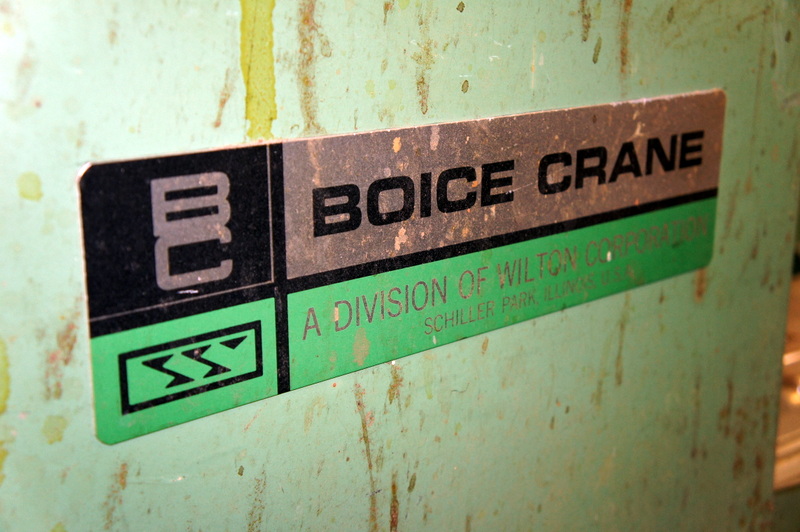 BC
BOICE CRANE
A DIVISION OF WILTON CORPORATION
SCHILLER PARK, ILLINOIS, U.S.A.